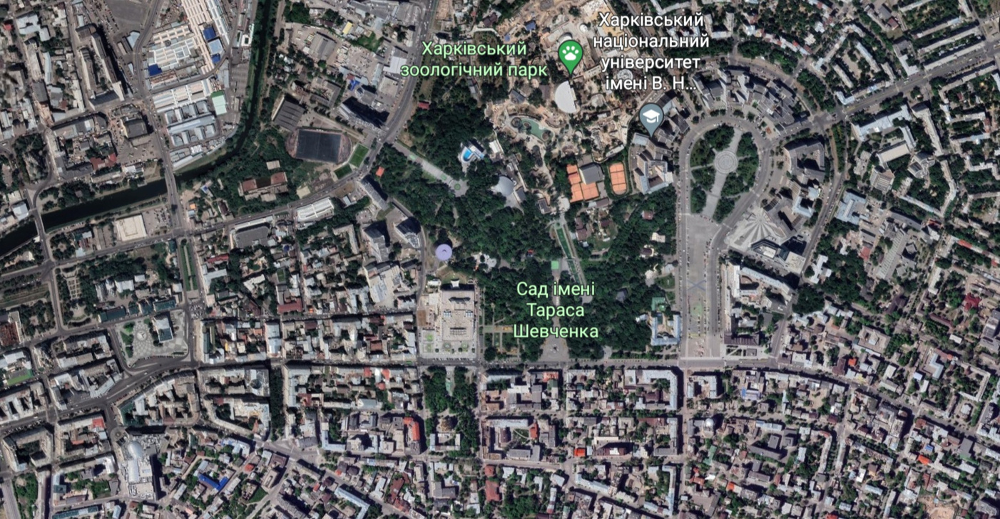 Харківський
національний
університет
імені В. Н...
Харківський
зоологічний парк
Сад імені
Тараса
Шевченка